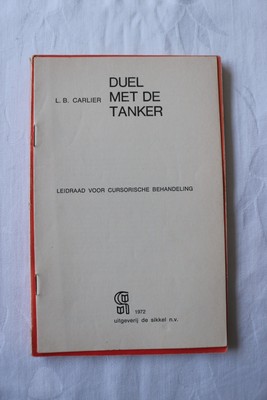 DUEL
L. B. CARLIER MET DE
TANKER
LEIDRAAD VOOR CURSORISCHE BEHANDELING
1972
uitgeverij de sikkel n.v.